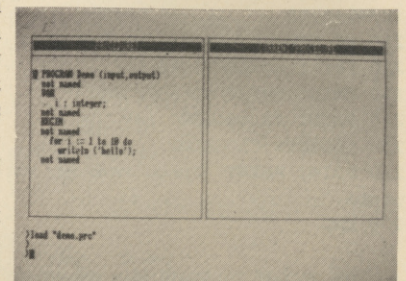 PROGRAM Demo (input,output)
not named
VAR
i : integer;
not named
BEGIN
not named
for i := 1 to 10 do
writeln ('hello');
not named
}load "demo.prc"
}
}